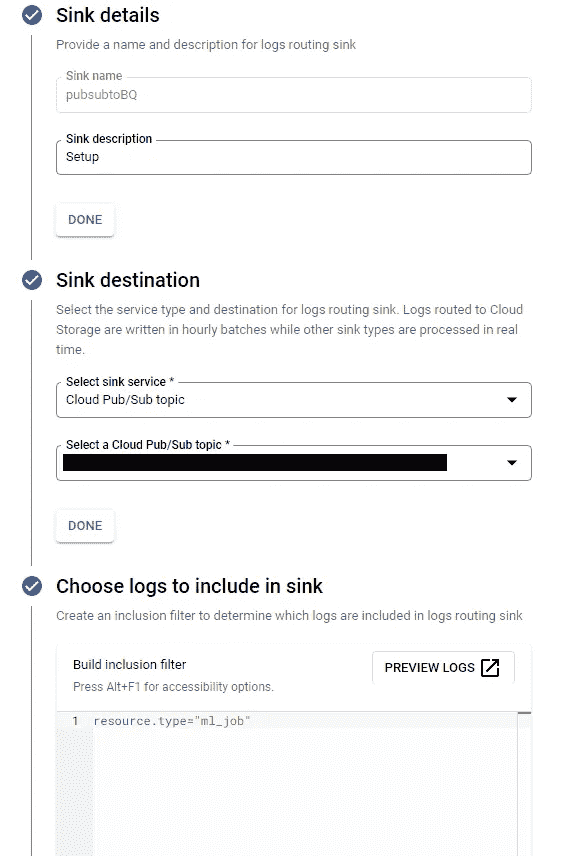 Sink details
Provide a name and description for logs routing sink
Sink name
pubsubtoBQ
Sink description
Setup
DONE
Sink destination
Select the service type and destination for logs routing sink. Logs routed to Cloud
Storage are written in hourly batches while other sink types are processed in real
time.
Select sink service *
Cloud Pub/Sub topic
Select a Cloud Pub/Sub topic *
DONE
Choose logs to include in sink
Create an inclusion filter to determine which logs are included in logs routing sink
Build inclusion filter
PREVIEW LOGS
Press Alt+F1 for accessibility options.
1 resource.type="ml_job"